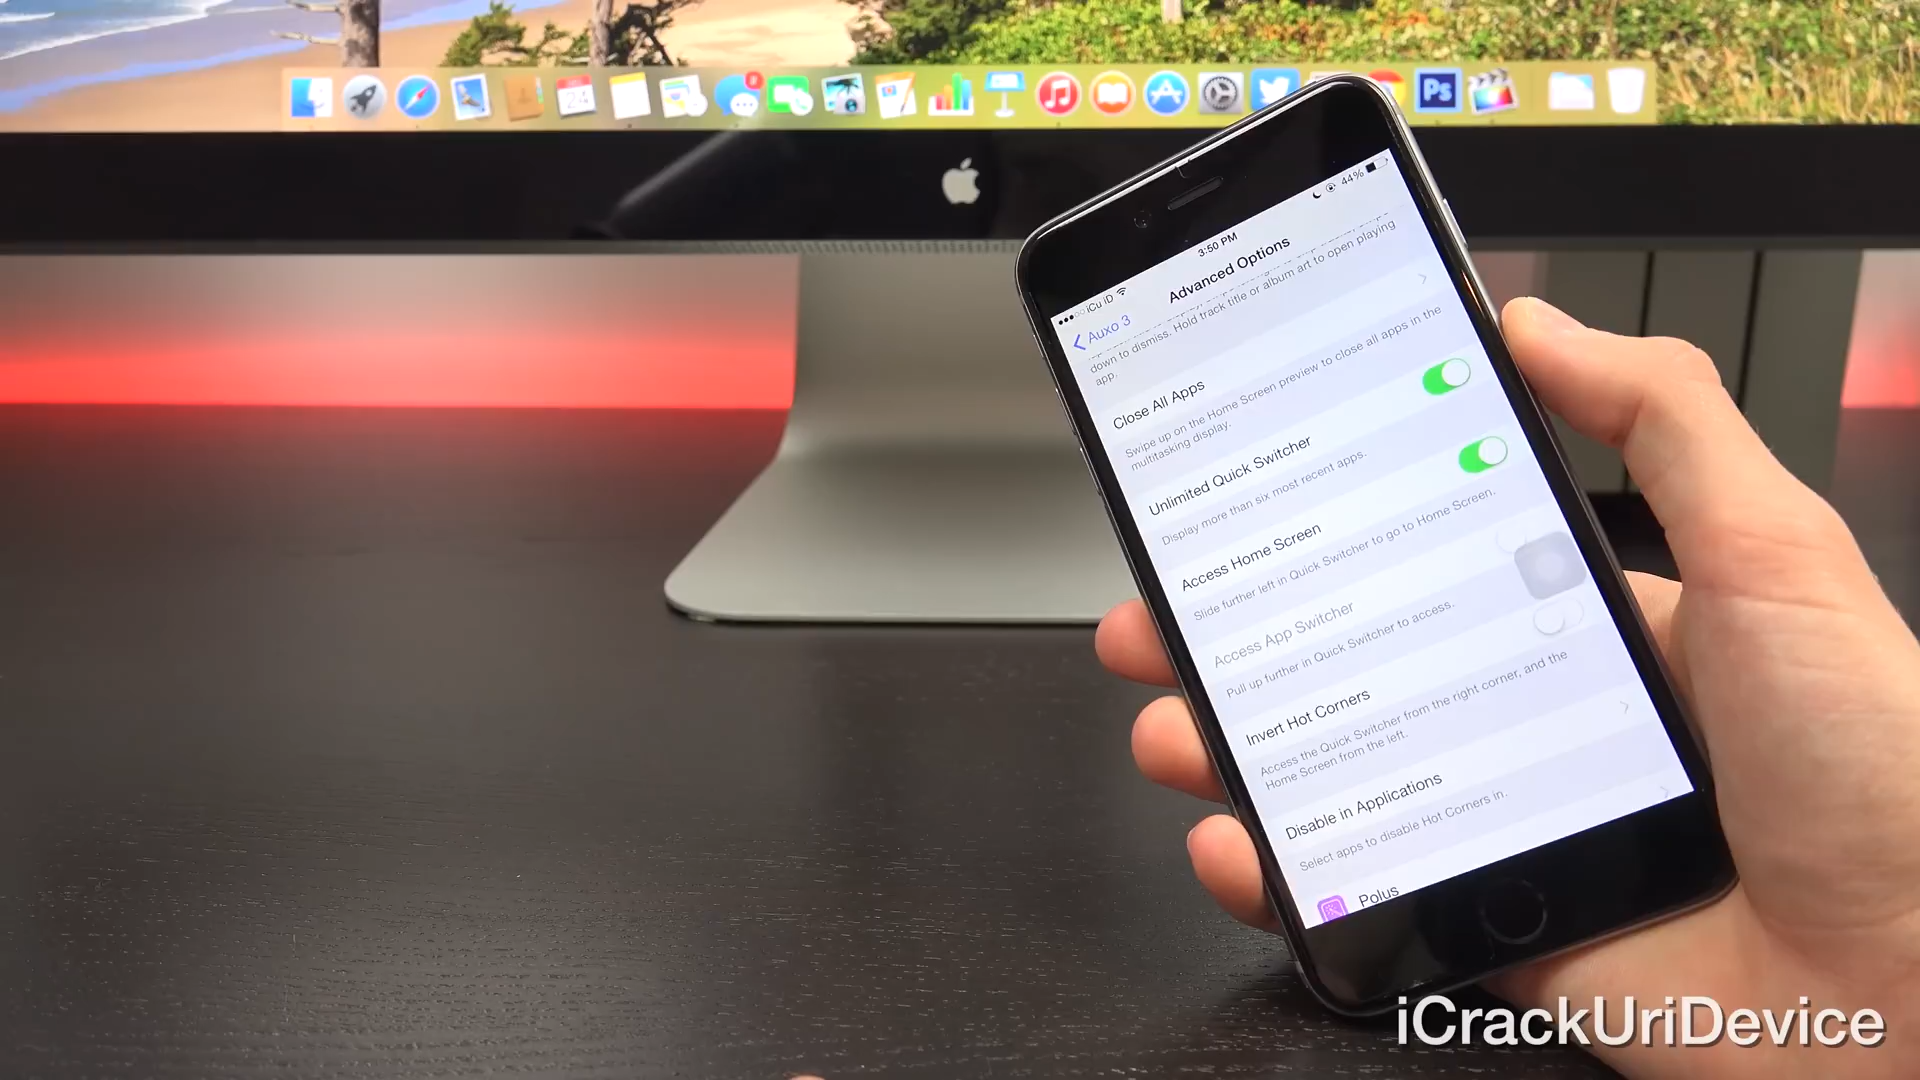 Ps
44%
3:50 PM
iCu iD
Advanced Options
Auxo 3
down to dismiss. Hold track title or album art to open playing
app.
Close All Apps
Swipe up on the Home Screen preview to close all apps in the
multitasking display.
Unlimited Quick Switcher
Display more than six most recent apps.
Access Home Screen
Slide further left in Quick Switcher to go to Home Screen.
Access App Switcher
Pull up further in Quick Switcher to access.
Invert Hot Corners
Access the Quick Switcher from the right corner, and the
Home Screen from the left.
Disable in Applications
Select apps to disable Hot Corners in.
Polus
iCrackUriDevice